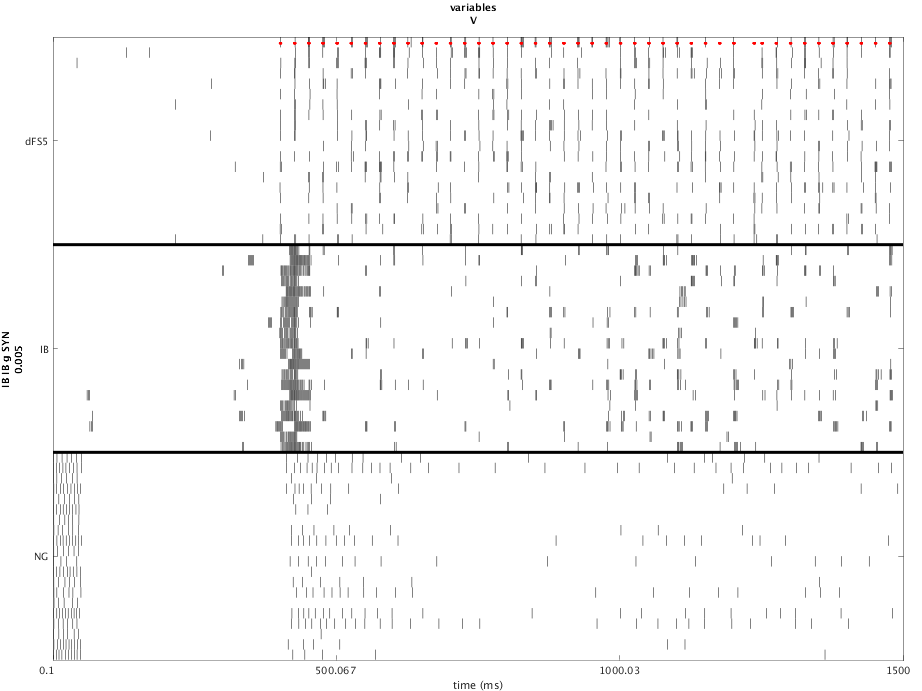 variables
V
dFS5
IB
NG
IB IB g SYN
0.005
0.1
500.067
1000.03
1500
time (ms)